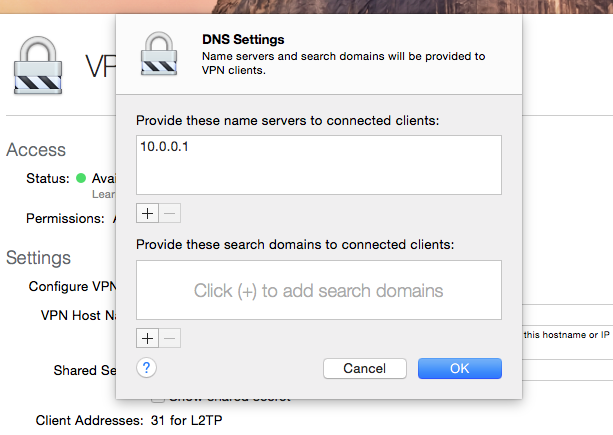 VP
DNS Settings
Name servers and search domains will be provided to
VPN clients.
Provide these name servers to connected clients:
10.0.0.1
Access
Status: Avai
Lear
Permissions:
Provide these search domains to connected clients:
Settings
Click (+) to add search domains
Configure VPN
VPN Host Na
this hostname or IP
Shared Se
? Cancel OK
Show shared secret
Client Addresses: 31 for L2TP